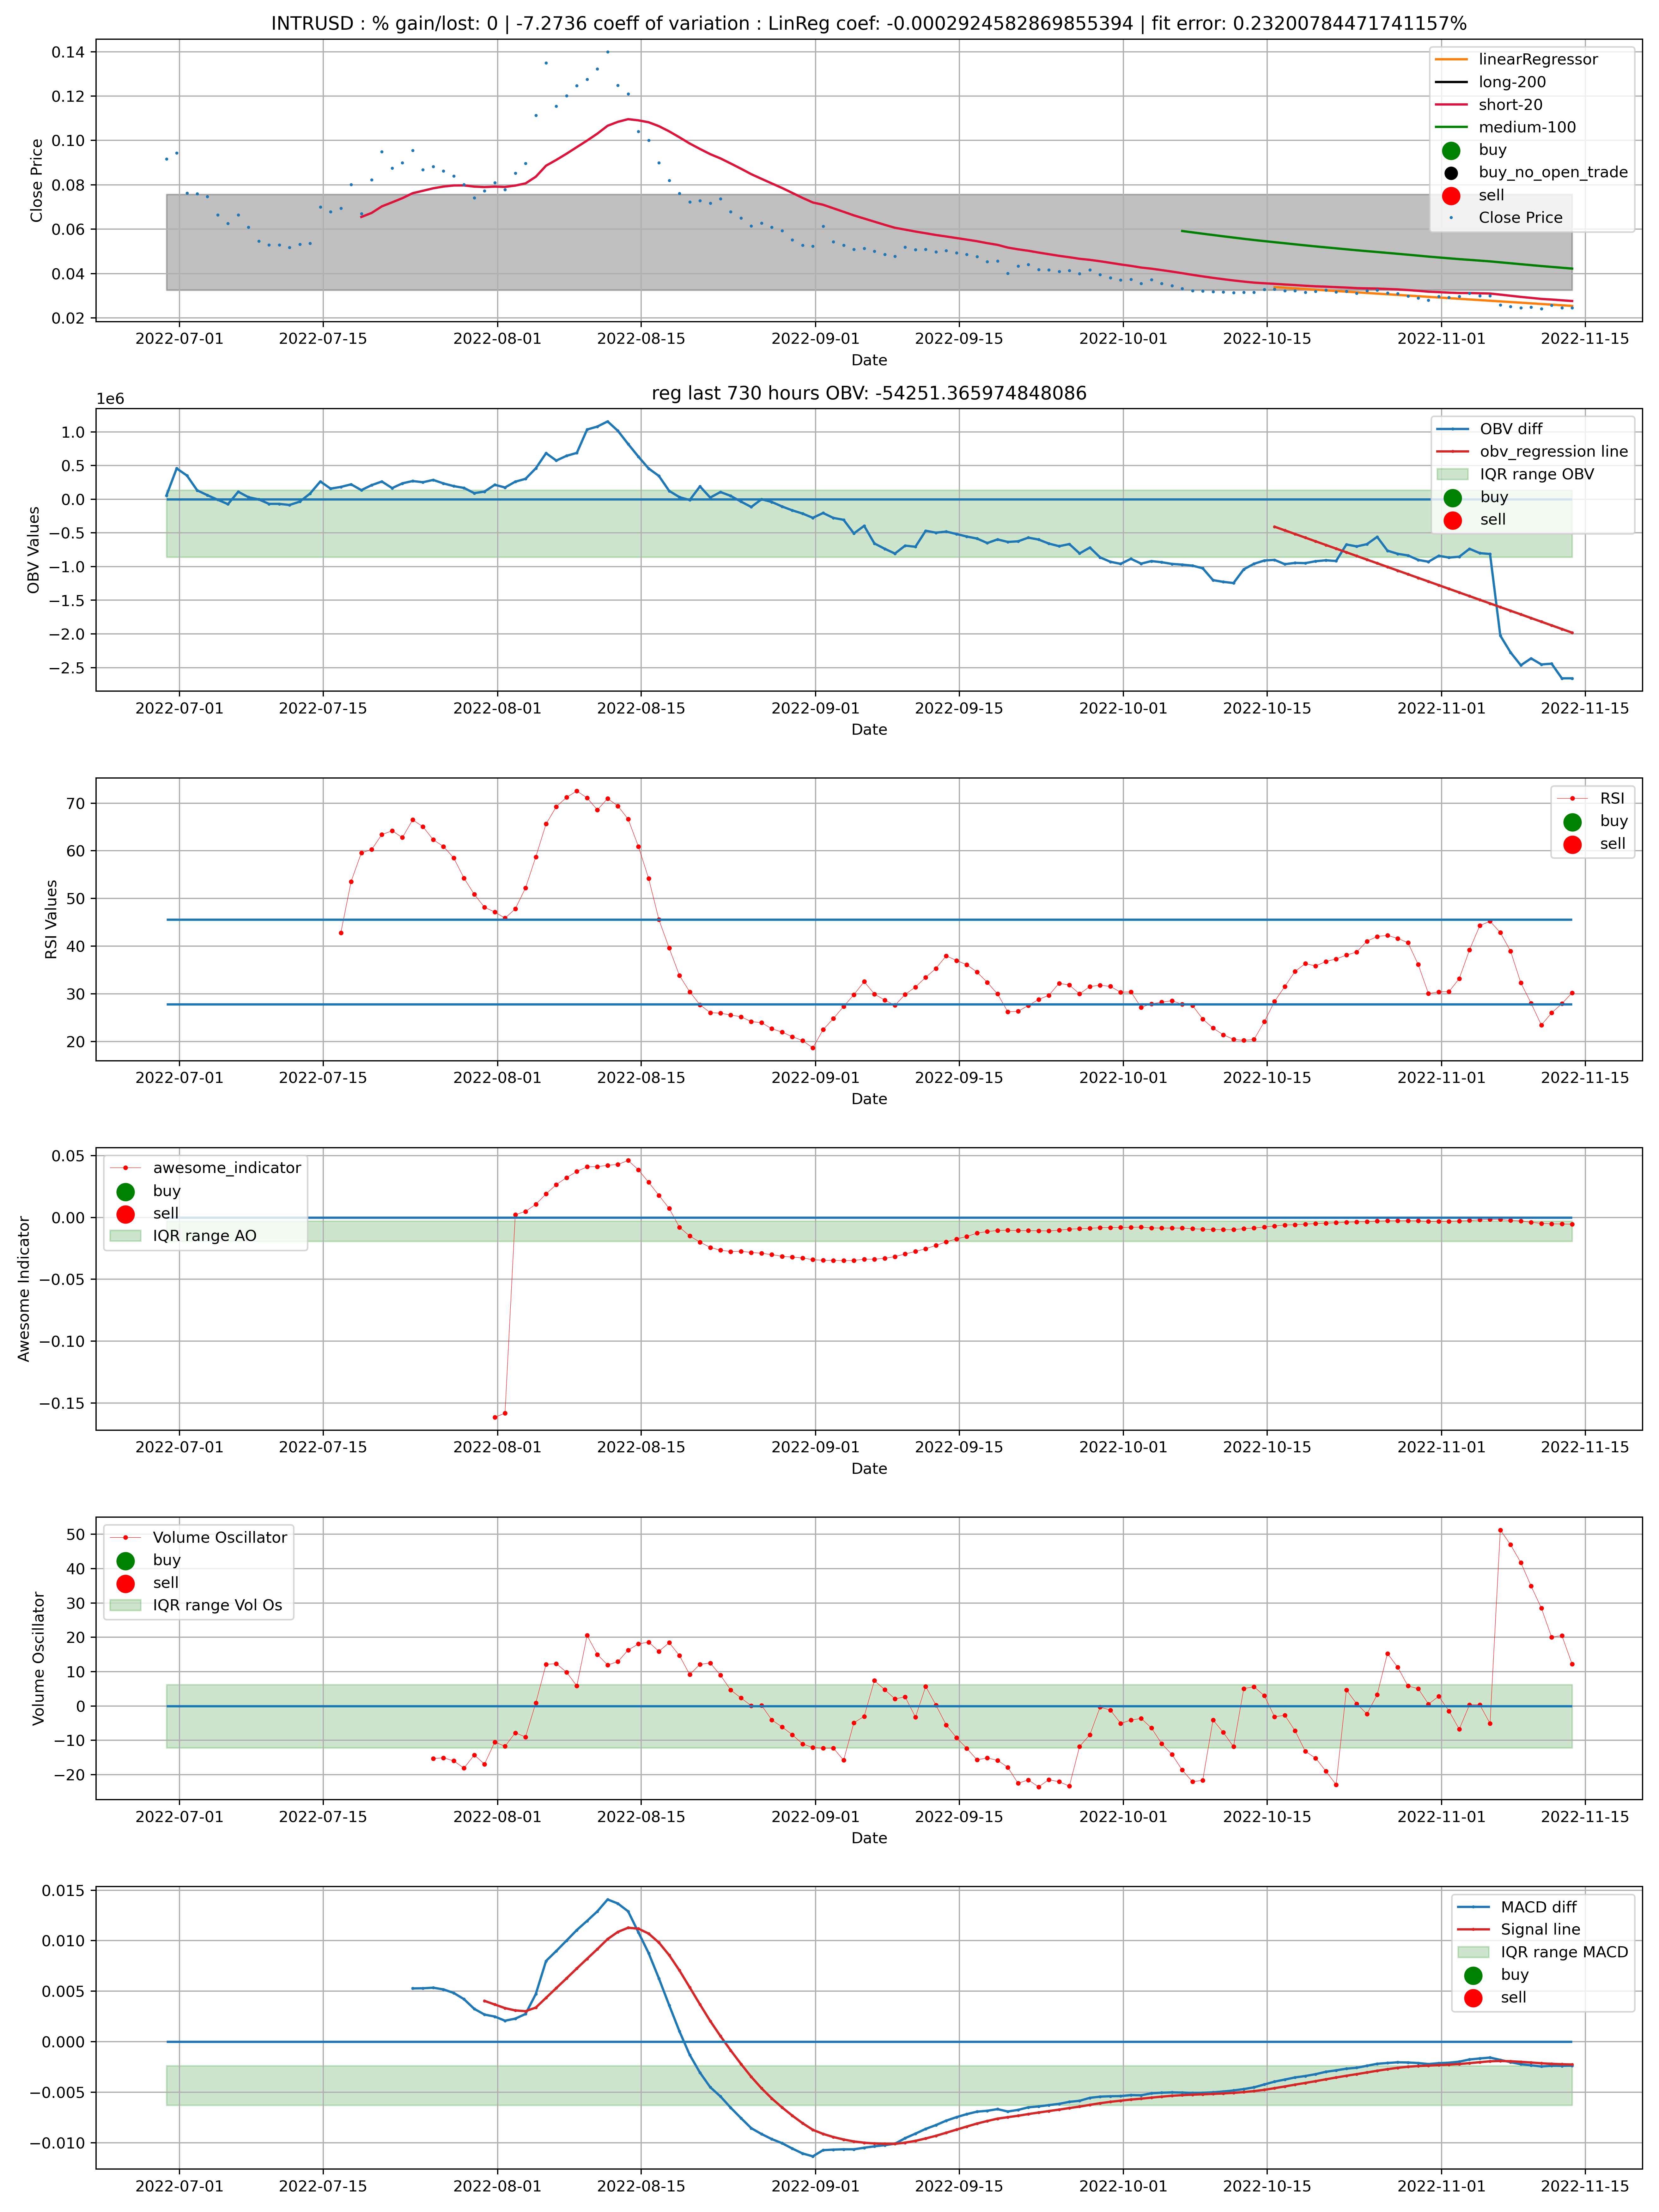 INTRUSD : % gain/lost: 0 | -7.2736 coeff of variation : LinReg coef: -0.0002924582869855394 | fit error: 0.23200784471741157%
0.14
0.12
0.10
0.08
0.06
0.04
0.02
Close Price
linearRegressor
long-200
short-20
medium-100
buy
buy_no_open_trade
sell
Close Price
2022-07-01 2022-07-15 2022-08-01 2022-08-15 2022-09-01 2022-09-15 2022-10-01 2022-10-15 2022-11-01 2022-11-15
Date
reg last 730 hours OBV: -54251.365974848086
1e6
1.0
0.5
0.0
−0.5
−1.0
−1.5
−2.0
−2.5
OBV Values
OBV diff
obv_regression line
IQR range OBV
buy
sell
2022-07-01 2022-07-15 2022-08-01 2022-08-15 2022-09-01 2022-09-15 2022-10-01 2022-10-15 2022-11-01 2022-11-15
Date
70
60
50
40
30
20
RSI Values
RSI
buy
sell
2022-07-01 2022-07-15 2022-08-01 2022-08-15 2022-09-01 2022-09-15 2022-10-01 2022-10-15 2022-11-01 2022-11-15
Date
0.05
0.00
−0.05
−0.10
−0.15
Awesome Indicator
awesome_indicator
buy
sell
IQR range AO
2022-07-01 2022-07-15 2022-08-01 2022-08-15 2022-09-01 2022-09-15 2022-10-01 2022-10-15 2022-11-01 2022-11-15
Date
50
40
30
20
10
0
−10
−20
Volume Oscillator
Volume Oscillator
buy
sell
IQR range Vol Os
2022-07-01 2022-07-15 2022-08-01 2022-08-15 2022-09-01 2022-09-15 2022-10-01 2022-10-15 2022-11-01 2022-11-15
Date
0.015
0.010
0.005
0.000
−0.005
−0.010
MACD diff
Signal line
IQR range MACD
buy
sell
2022-07-01 2022-07-15 2022-08-01 2022-08-15 2022-09-01 2022-09-15 2022-10-01 2022-10-15 2022-11-01 2022-11-15